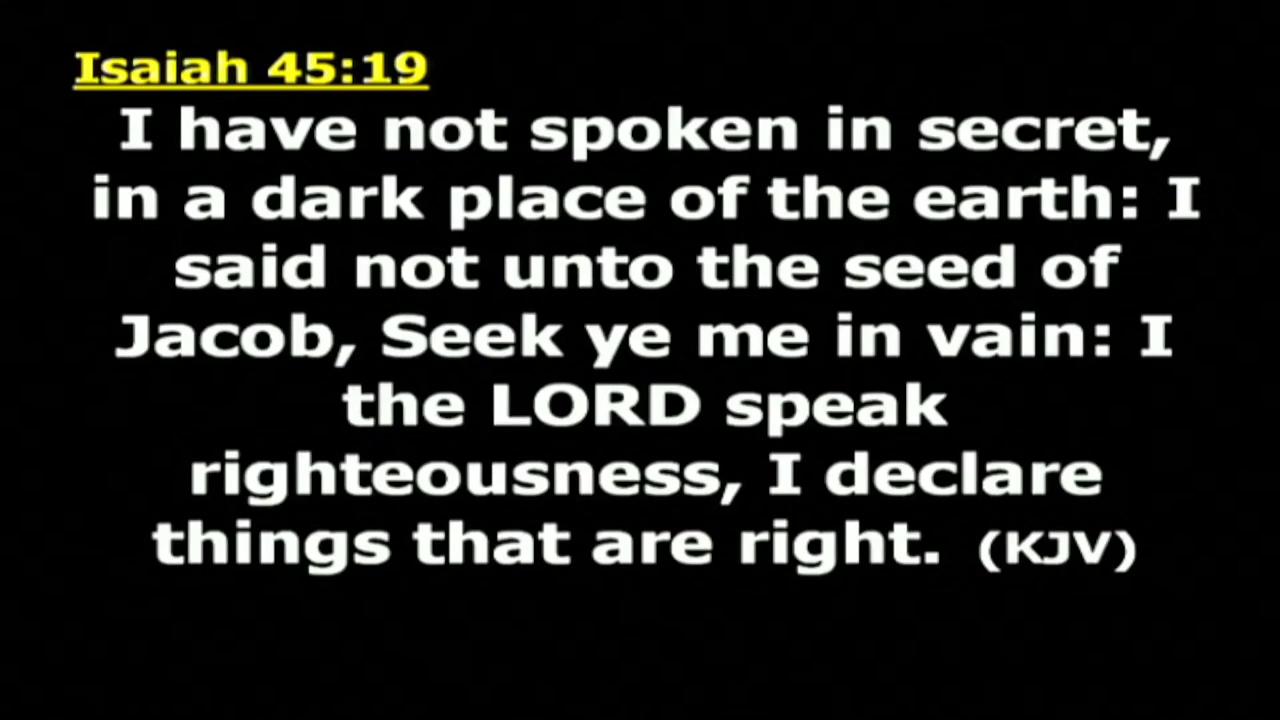 Isaiah 45:19
I have not spoken in secret,
in a dark place of the earth: I
said not unto the seed of
Jacob, Seek ye me in vain: I
the LORD speak
righteousness, I declare
things that are right. (KJV)